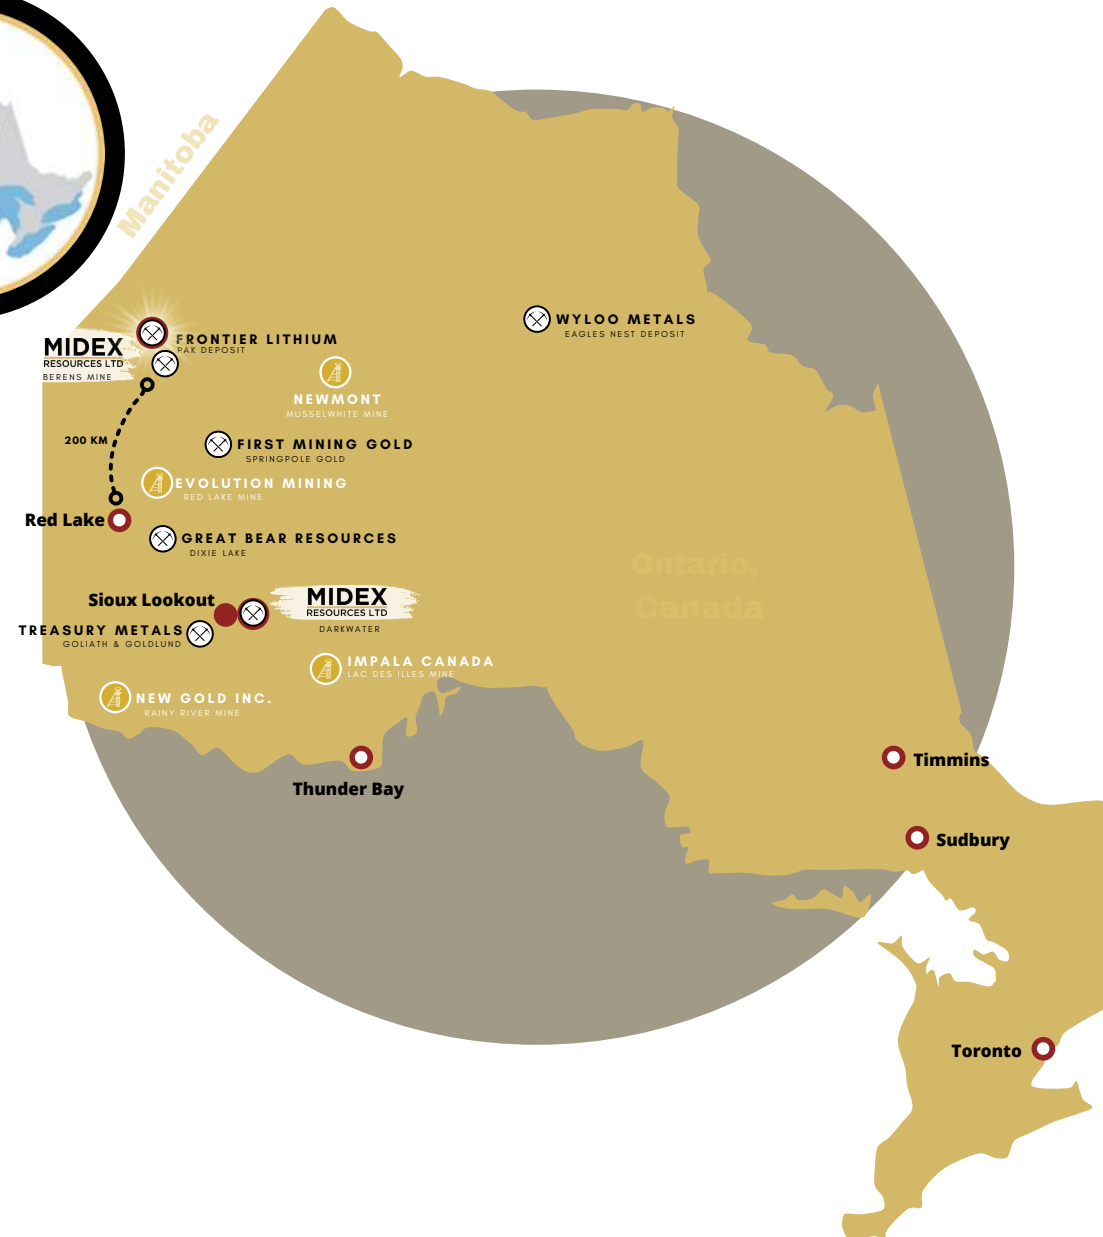 Manitoba
WYLOO METALS
EAGLES NEST DEPOSIT
FRONTIER LITHIUM
PAK DEPOSIT
MIDEX
RESOURCES LTD
BERENS MINE
NEWMONT
MUSSELWHITE MINE
200 KM
FIRST MINING GOLD
SPRINGPOLE GOLD
EVOLUTION MINING
RED LAKE MINE
Red Lake
GREAT BEAR RESOURCES
DIXIE LAKE
Ontario,
Canada
Sioux Lookout
MIDEX
RESOURCES LTD
DARKWATER
TREASURY METALS
GOLIATH & GOLDLUND
IMPALA CANADA
LAC DES ILLES MINE
NEW GOLD INC.
RAINY RIVER MINE
Thunder Bay
Timmins
Sudbury
Toronto